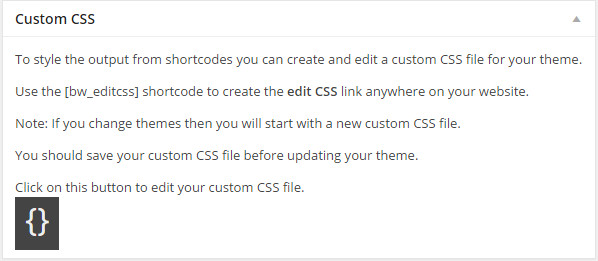 Custom CSS
To style the output from shortcodes you can create and edit a custom CSS file for your theme.
Use the [bw_editcss] shortcode to create the edit CSS link anywhere on your website.
Note: If you change themes then you will start with a new custom CSS file.
You should save your custom CSS file before updating your theme.
Click on this button to edit your custom CSS file.
{}